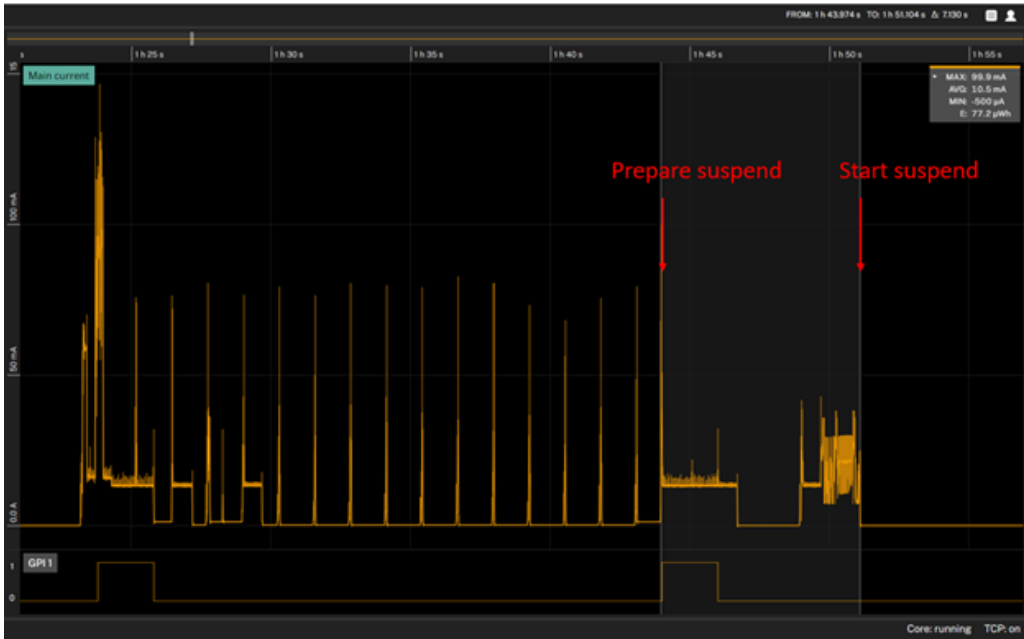 FROM: 1 h 43.974 s TO: 1 h 51.104 s Δ: 7.130 s
s 1 h 25 s 1 h 30 s 1 h 35 s 1 h 40 s 1 h 45 s 1 h 50 s 1 h 55 s
15
Main current
MAX: 99.9 mA
AVG: 10.5 mA
MIN: -500 µA
E: 77.2 µWh
Prepare suspend Start suspend
100 mA
50 mA
0.0 A
GPI 1
1
0
Core: running TCP: on